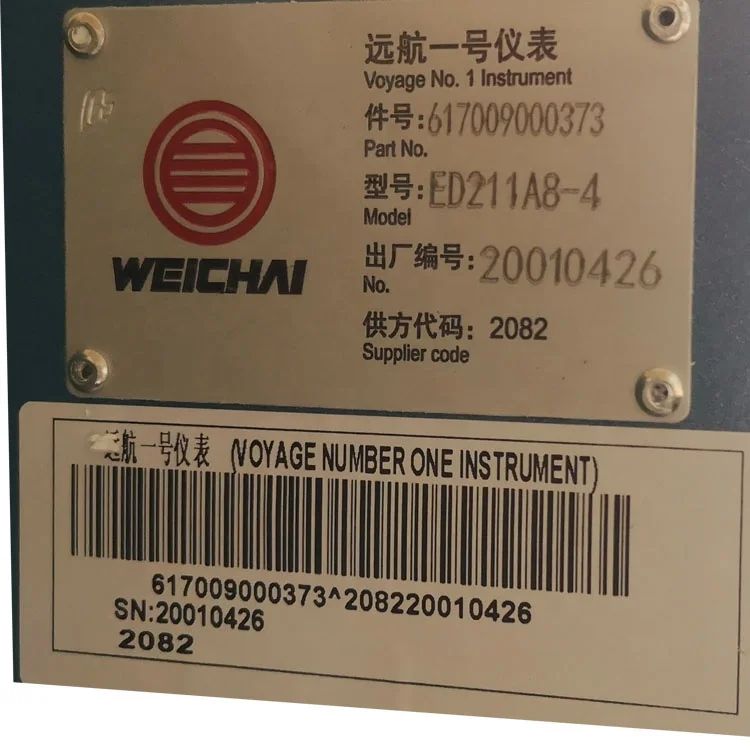 远航一号仪表
Voyage No. 1 Instrument
件号:617009000373
Part No.
型号:ED211A8-4
Model
出厂编号:20010426
No.
供方代码: 2082
Supplier code
WEICHAI
远航一号仪表 (VOYAGE NUMBER ONE INSTRUMENT)
617009000373^208220010426
SN:20010426
2082